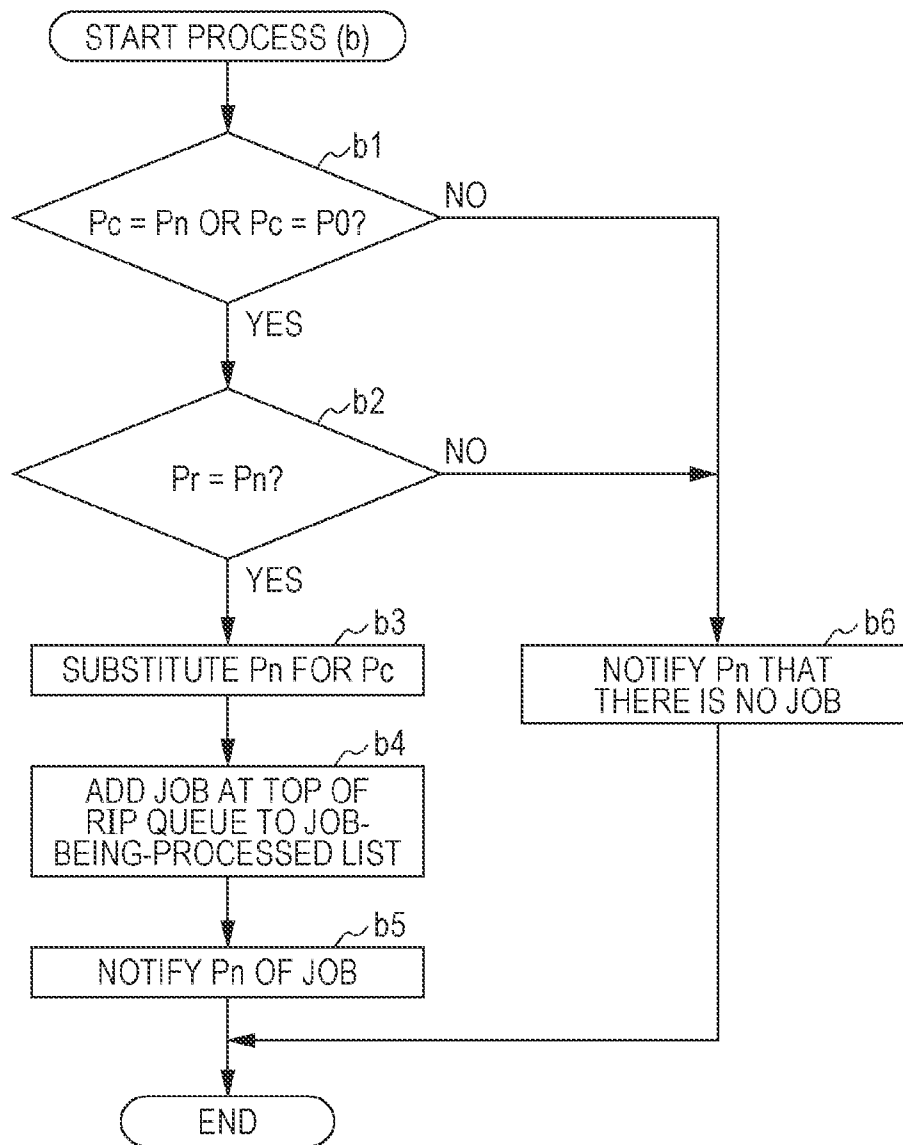 START PROCESS (b)
b1
Pc = Pn OR Pc = P0?
NO
YES
b2
Pr = Pn?
NO
YES
b3
SUBSTITUTE Pn FOR Pc
b6
NOTIFY Pn THAT
THERE IS NO JOB
b4
ADD JOB AT TOP OF
RIP QUEUE TO JOB-
BEING-PROCESSED LIST
b5
NOTIFY Pn OF JOB
END